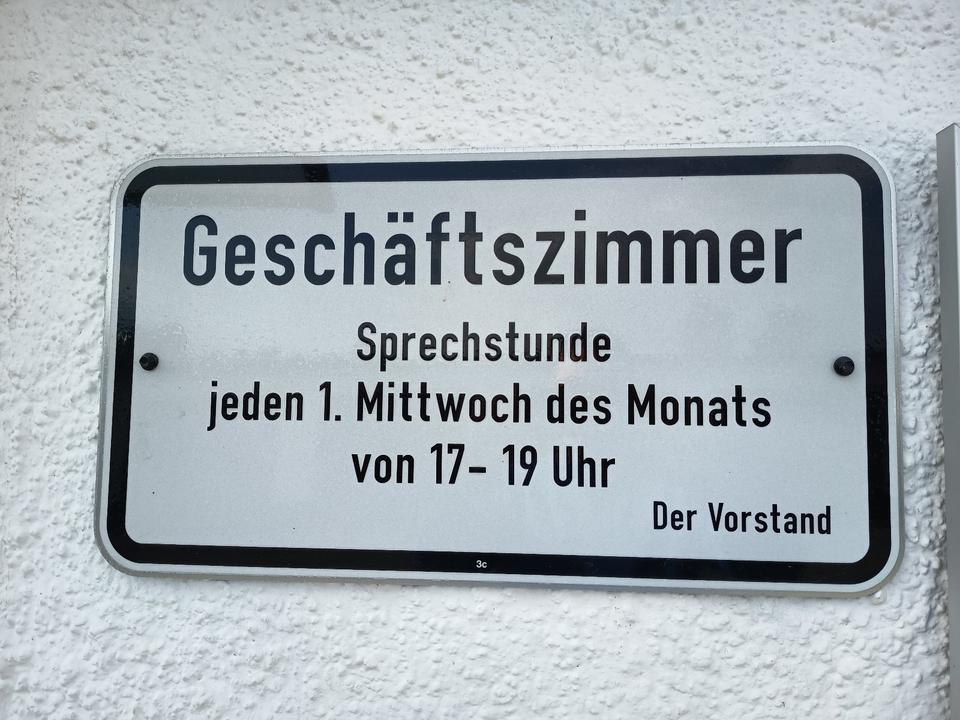 Geschäftszimmer
Sprechstunde
jeden 1. Mittwoch des Monats
von 17- 19 Uhr
Der Vorstand
3c